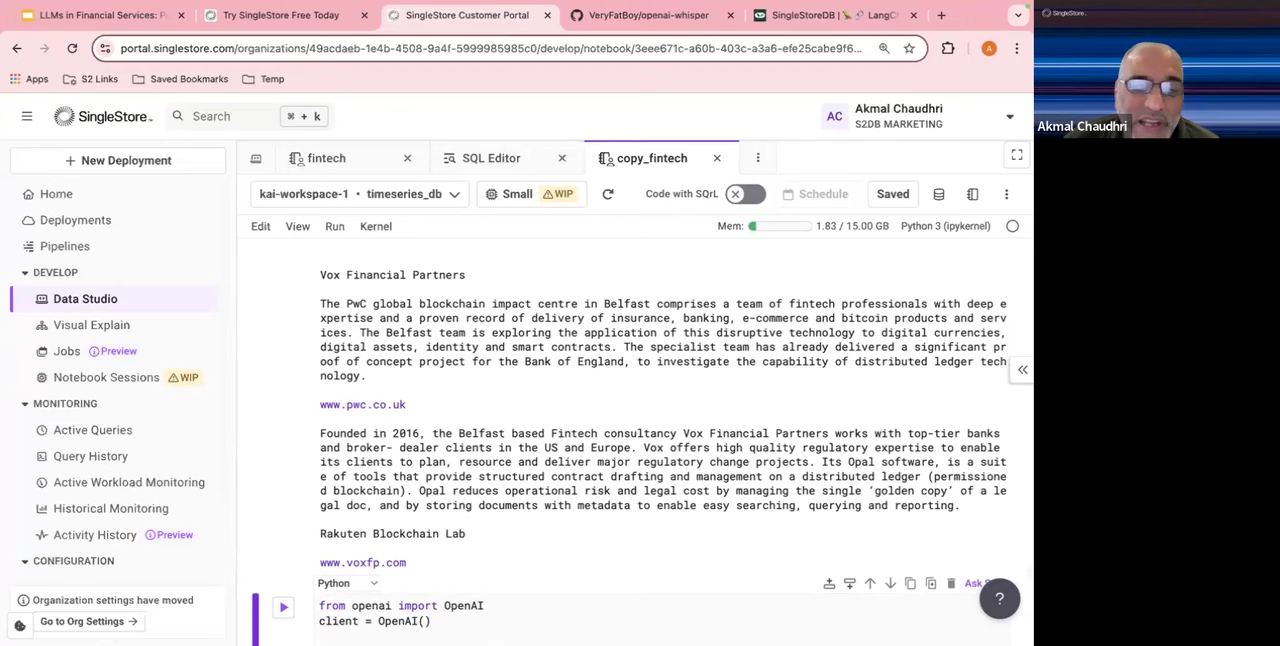 LLMs in Financial Services: P
Try SingleStore Free Today
SingleStore Customer Portal
VeryFatBoy/openai-whisper
SingleStoreDB | 🦜🔗 LangCh
portal.singlestore.com/organizations/49acdaeb-1e4b-4508-9a4f-5999985985c0/develop/notebook/3eee671c-a60b-403c-a3a6-efe25cabe9f6...
A
Apps
S2 Links
Saved Bookmarks
Temp
SingleStore
Akmal Chaudhri
SingleStore
Search
⌘ + k
AC
Akmal Chaudhri
S2DB MARKETING
+ New Deployment
Home
Deployments
Pipelines
DEVELOP
Data Studio
Visual Explain
Jobs
Preview
Notebook Sessions
WIP
MONITORING
Active Queries
Query History
Active Workload Monitoring
Historical Monitoring
Activity History
Preview
CONFIGURATION
Organization settings have moved
Go to Org Settings →
fintech
SQL Editor
copy_fintech
kai-workspace-1 • timeseries_db
Small
WIP
Code with SQrL
Schedule
Saved
Edit
View
Run
Kernel
Mem:
1.83 / 15.00 GB
Python 3 (ipykernel)
Vox Financial Partners
The PwC global blockchain impact centre in Belfast comprises a team of fintech professionals with deep e
xpertise and a proven record of delivery of insurance, banking, e-commerce and bitcoin products and serv
ices. The Belfast team is exploring the application of this disruptive technology to digital currencies,
digital assets, identity and smart contracts. The specialist team has already delivered a significant pr
oof of concept project for the Bank of England, to investigate the capability of distributed ledger tech
nology.
www.pwc.co.uk
Founded in 2016, the Belfast based Fintech consultancy Vox Financial Partners works with top-tier banks
and broker- dealer clients in the US and Europe. Vox offers high quality regulatory expertise to enable
its clients to plan, resource and deliver major regulatory change projects. Its Opal software, is a suit
e of tools that provide structured contract drafting and management on a distributed ledger (permissione
d blockchain). Opal reduces operational risk and legal cost by managing the single ‘golden copy’ of a le
gal doc, and by storing documents with metadata to enable easy searching, querying and reporting.
Rakuten Blockchain Lab
www.voxfp.com
Python
Ask
from openai import OpenAI
client = OpenAI()
?